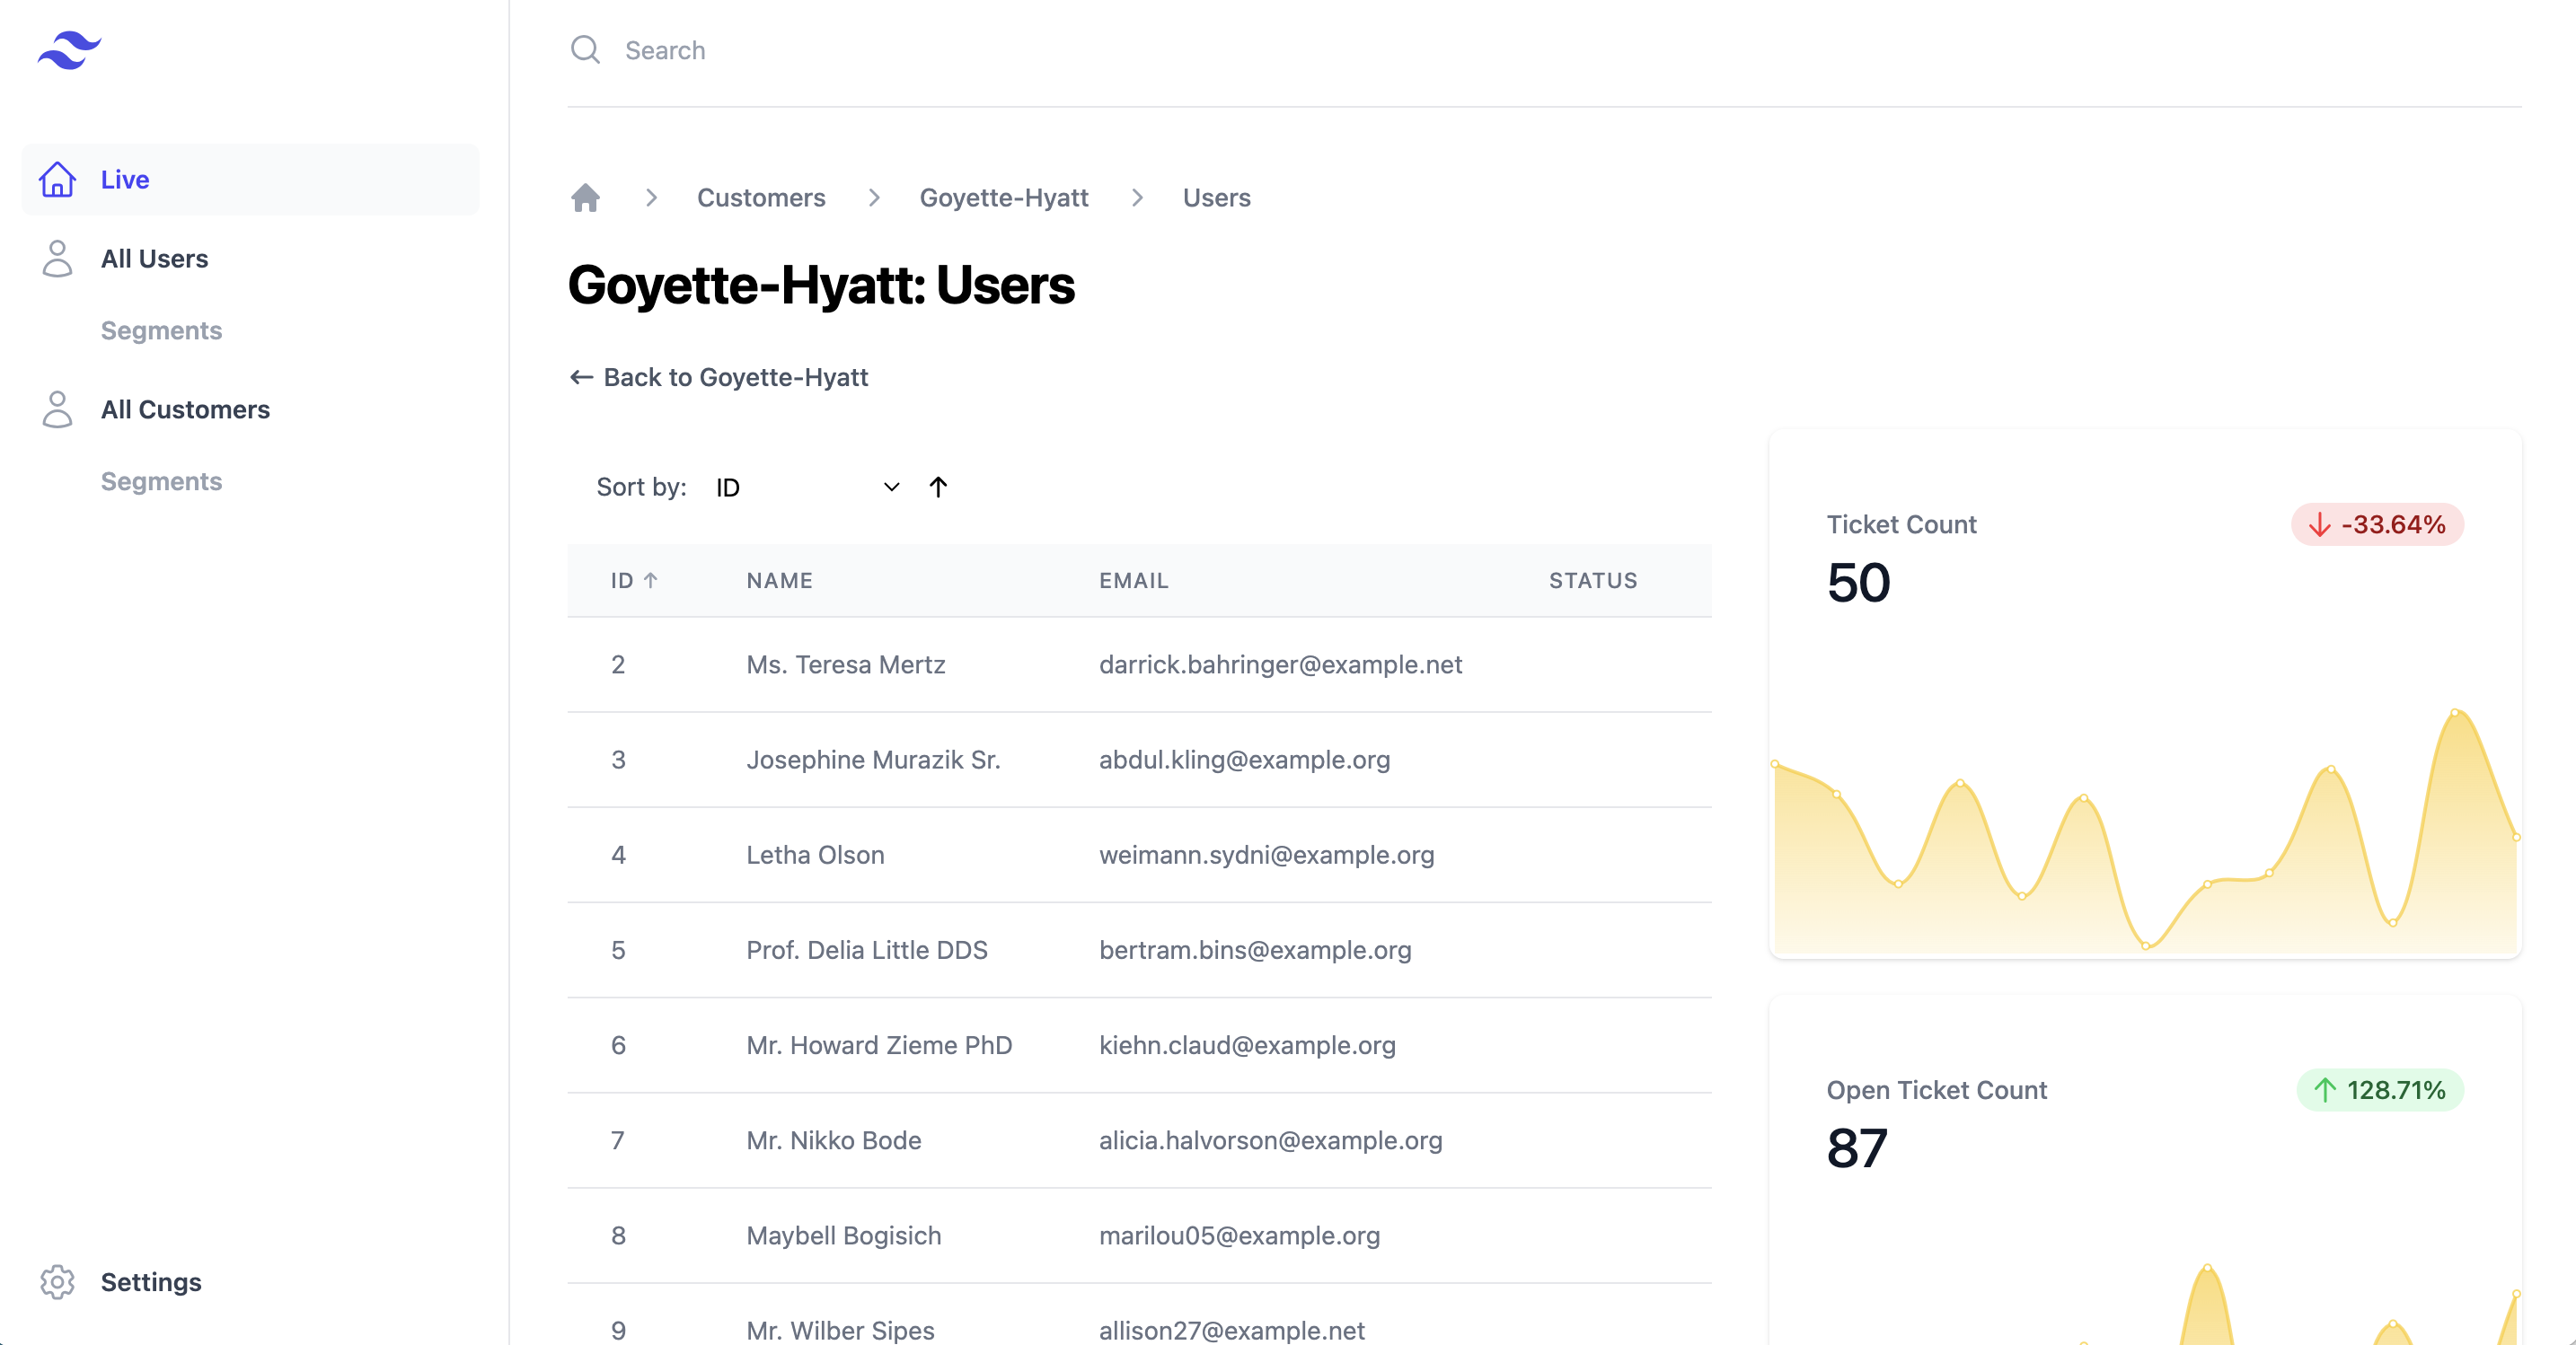 Search
Live
All Users
Segments
All Customers
Segments
Settings
Customers
Goyette-Hyatt
Users
Goyette-Hyatt: Users
← Back to Goyette-Hyatt
Sort by: ID ↑
ID ↑ NAME EMAIL STATUS
2 Ms. Teresa Mertz darrick.bahringer@example.net
3 Josephine Murazik Sr. abdul.kling@example.org
4 Letha Olson weimann.sydni@example.org
5 Prof. Delia Little DDS bertram.bins@example.org
6 Mr. Howard Zieme PhD kiehn.claud@example.org
7 Mr. Nikko Bode alicia.halvorson@example.org
8 Maybell Bogisich marilou05@example.org
9 Mr. Wilber Sipes allison27@example.net
Ticket Count
↓ -33.64%
50
Open Ticket Count
↑ 128.71%
87